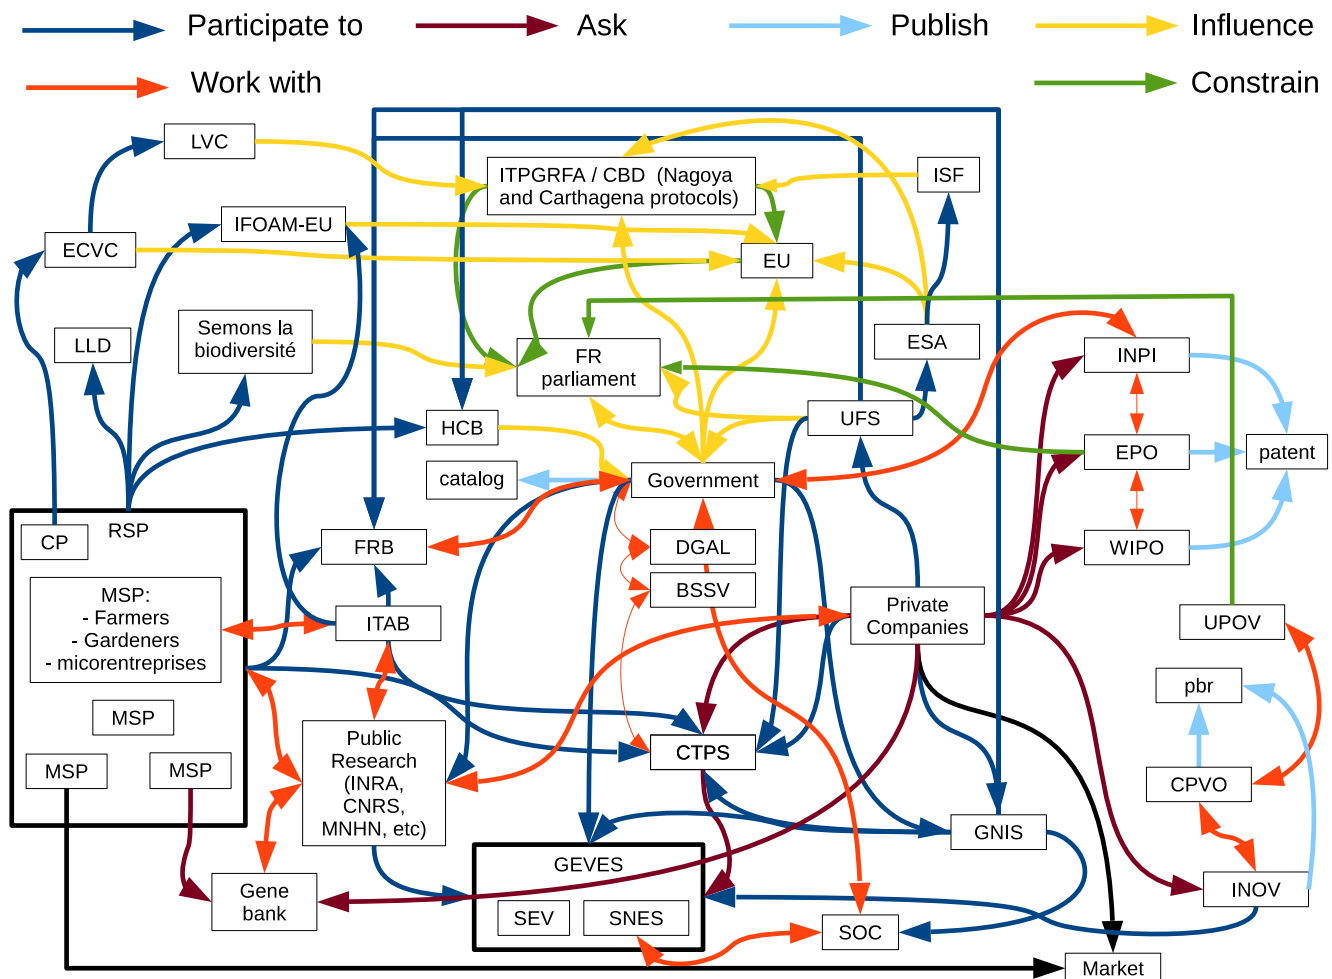 Participate to
Ask
Publish
Influence
Work with
Constrain
LVC
ITPGRFA / CBD (Nagoya
and Carthagena protocols)
ISF
IFOAM-EU
ECVC
EU
Semons la
biodiversité
LLD
FR
parliament
ESA
INPI
HCB
UFS
EPO
patent
catalog
Government
CP
RSP
FRB
DGAL
WIPO
BSSV
MSP:
- Farmers
- Gardeners
- micorentreprises
ITAB
Private
Companies
UPOV
pbr
MSP
Public
Research
(INRA,
CNRS,
MNHN, etc)
CTPS
MSP
MSP
CPVO
GNIS
GEVES
Gene
bank
INOV
SEV
SNES
SOC
Market